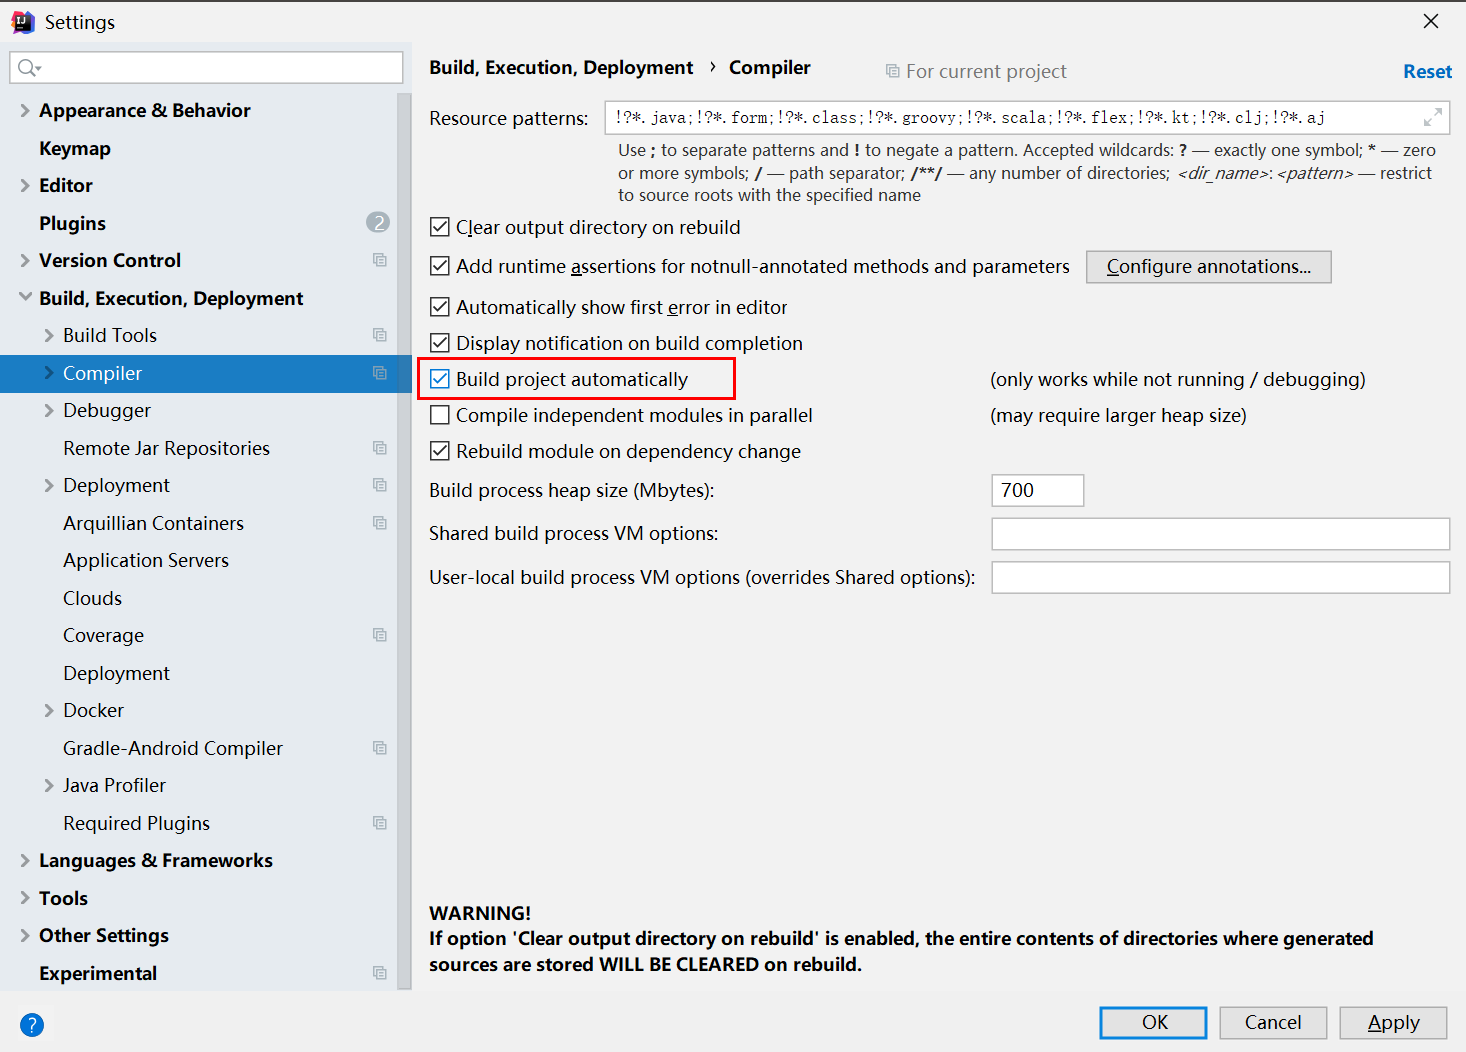 Settings
Appearance & Behavior
Keymap
Editor
Plugins 2
Version Control
Build, Execution, Deployment
Build Tools
Compiler
Debugger
Remote Jar Repositories
Deployment
Arquillian Containers
Application Servers
Clouds
Coverage
Deployment
Docker
Gradle-Android Compiler
Java Profiler
Required Plugins
Languages & Frameworks
Tools
Other Settings
Experimental
?
Build, Execution, Deployment › Compiler For current project Reset
Resource patterns: !?*.java;!?*.form;!?*.class;!?*.groovy;!?*.scala;!?*.flex;!?*.kt;!?*.clj;!?*.aj
Use ; to separate patterns and ! to negate a pattern. Accepted wildcards: ? — exactly one symbol; * — zero
or more symbols; / — path separator; /**/ — any number of directories; <dir_name>:<pattern> — restrict
to source roots with the specified name
Clear output directory on rebuild
Add runtime assertions for notnull-annotated methods and parameters Configure annotations...
Automatically show first error in editor
Display notification on build completion
Build project automatically (only works while not running / debugging)
Compile independent modules in parallel (may require larger heap size)
Rebuild module on dependency change
Build process heap size (Mbytes): 700
Shared build process VM options:
User-local build process VM options (overrides Shared options):
WARNING!
If option 'Clear output directory on rebuild' is enabled, the entire contents of directories where generated
sources are stored WILL BE CLEARED on rebuild.
OK Cancel Apply